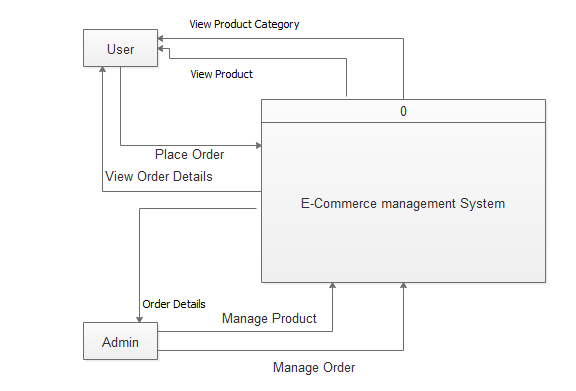 View Product Category
User
View Product
0
Place Order
View Order Details
E-Commerce management System
Order Details
Manage Product
Admin
Manage Order